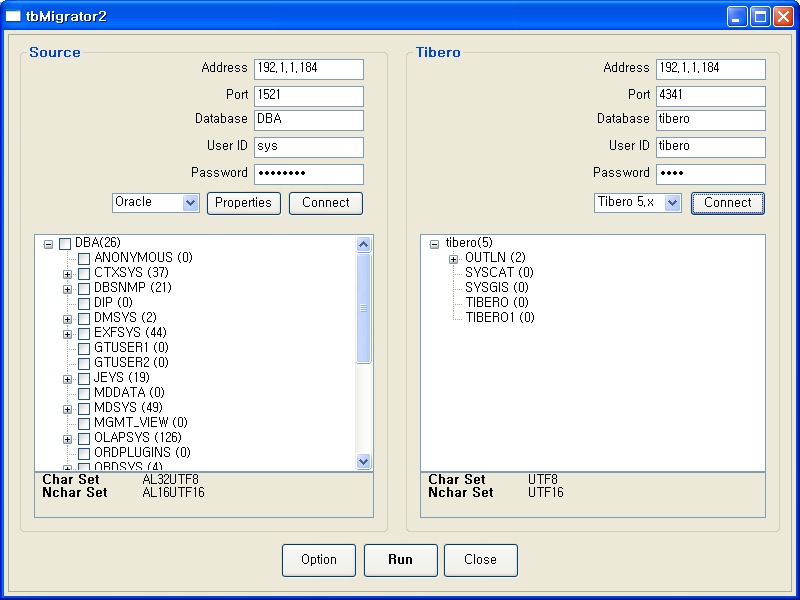 tbMigrator2
Source
Address 192,1,1,184
Port 1521
Database DBA
User ID sys
Password ••••••••
Oracle Properties Connect
DBA(26)
ANONYMOUS (0)
CTXSYS (37)
DBSNMP (21)
DIP (0)
DMSYS (2)
EXFSYS (44)
GTUSER1 (0)
GTUSER2 (0)
JEYS (19)
MDDATA (0)
MDSYS (49)
MGMT_VIEW (0)
OLAPSYS (126)
ORDPLUGINS (0)
ORDSYS (4)
Char Set AL32UTF8
Nchar Set AL16UTF16
Tibero
Address 192,1,1,184
Port 4341
Database tibero
User ID tibero
Password ••••
Tibero 5,x Connect
tibero(5)
OUTLN (2)
SYSCAT (0)
SYSGIS (0)
TIBERO (0)
TIBERO1 (0)
Char Set UTF8
Nchar Set UTF16
Option Run Close